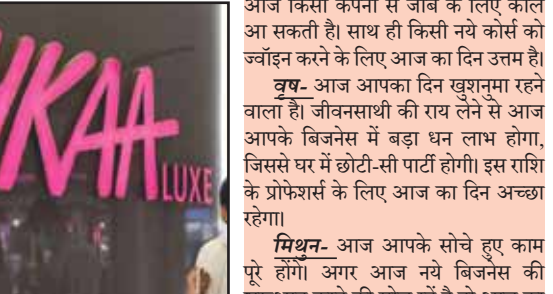 YKAA
LUXE
आज किसी कंपनी से जॉब के लिए कॉल
आ सकती है। साथ ही किसी नये कोर्स को
ज्वॉइन करने के लिए आज का दिन उत्तम है।
वृष- आज आपका दिन खुशनुमा रहने
वाला है। जीवनसाथी की राय लेने से आज
आपके बिजनेस में बड़ा धन लाभ होगा,
जिससे घर में छोटी-सी पार्टी होगी। इस राशि
के प्रोफेशर्स के लिए आज का दिन अच्छा
रहेगा।
मिथुन- आज आपके सोचे हुए काम
पूरे होंगे। अगर आज नये बिजनेस की